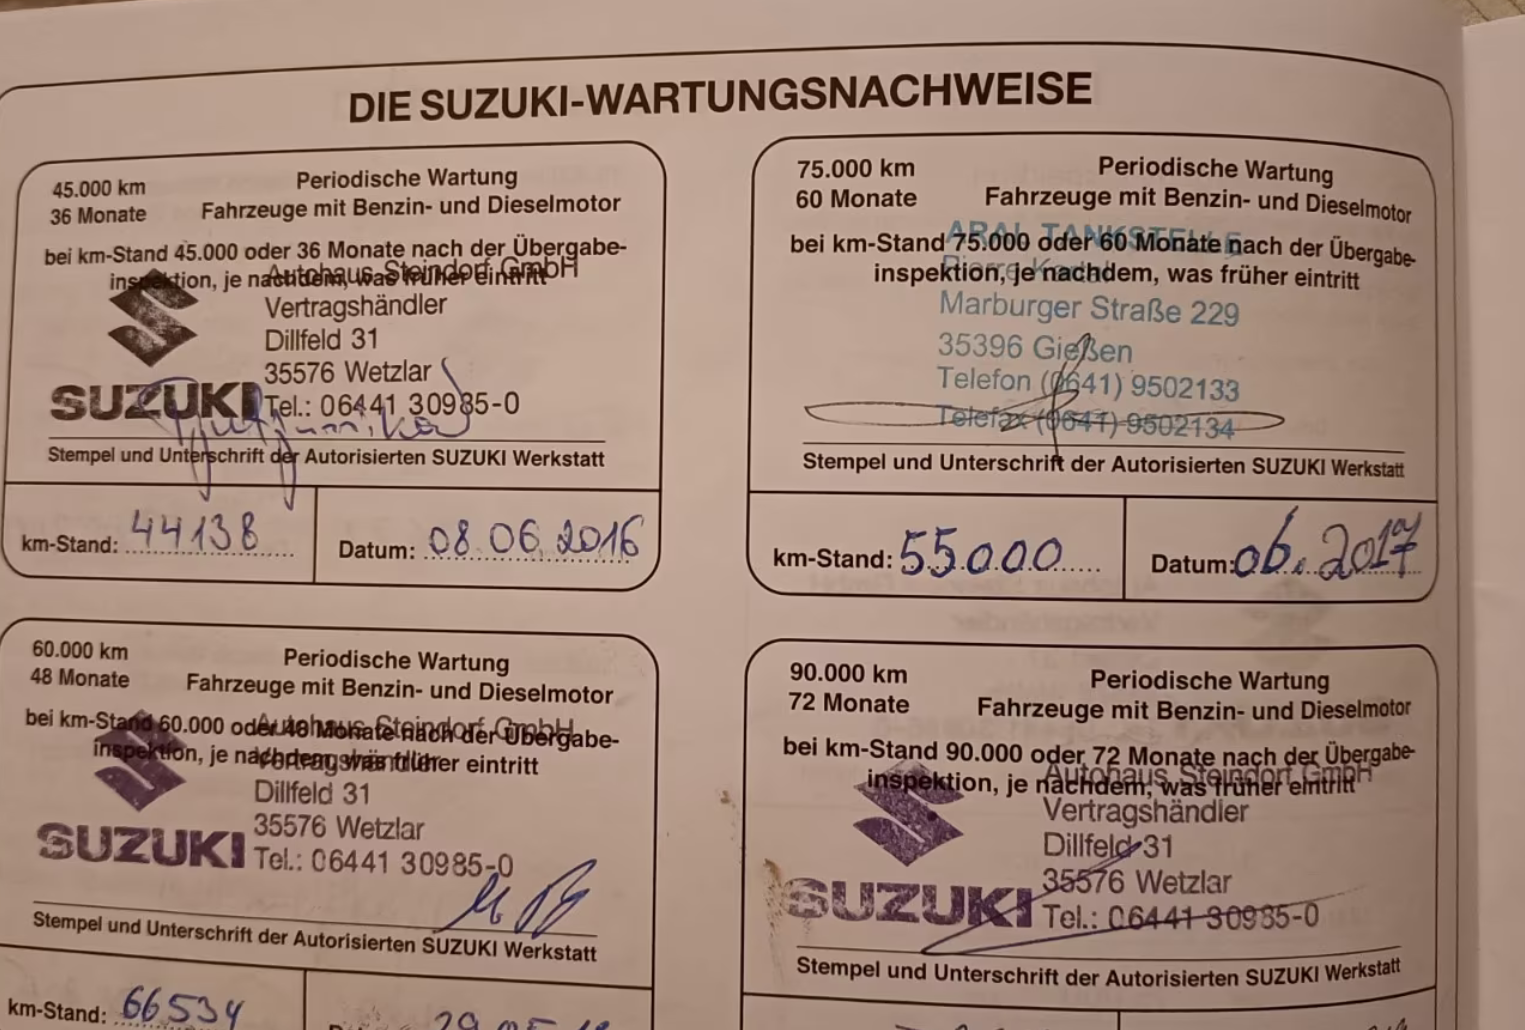 DIE SUZUKI-WARTUNGSNACHWEISE
45.000 km
36 Monate
Periodische Wartung
Fahrzeuge mit Benzin- und Dieselmotor
bei km-Stand 45.000 oder 36 Monate nach der Übergabe-
inspektion, je nachdem, was früher eintritt
Autohaus Steindorf GmbH
Vertragshändler
Dillfeld 31
35576 Wetzlar
SUZUKI
Tel.: 06441 30985-0
Stempel und Unterschrift der Autorisierten SUZUKI Werkstatt
km-Stand: 44138
Datum: 08.06.2016
75.000 km
60 Monate
Periodische Wartung
Fahrzeuge mit Benzin- und Dieselmotor
bei km-Stand 75.000 oder 60 Monate nach der Übergabe-
inspektion, je nachdem, was früher eintritt
ARAL TANKSTELLE
Pierre
Marburger Straße 229
35396 Gießen
Telefon (0641) 9502133
Telefax (0641) 9502134
Stempel und Unterschrift der Autorisierten SUZUKI Werkstatt
km-Stand: 55000
Datum: 06.2017
60.000 km
48 Monate
Periodische Wartung
Fahrzeuge mit Benzin- und Dieselmotor
bei km-Stand 60.000 oder 48 Monate nach der Übergabe-
inspektion, je nachdem, was früher eintritt
Autohaus Steindorf GmbH
Vertragshändler
Dillfeld 31
35576 Wetzlar
SUZUKI
Tel.: 06441 30985-0
Stempel und Unterschrift der Autorisierten SUZUKI Werkstatt
km-Stand: 66534
90.000 km
72 Monate
Periodische Wartung
Fahrzeuge mit Benzin- und Dieselmotor
bei km-Stand 90.000 oder 72 Monate nach der Übergabe-
inspektion, je nachdem, was früher eintritt
Autohaus Steindorf GmbH
Vertragshändler
Dillfeld 31
35576 Wetzlar
SUZUKI
Tel.: 06441 30985-0
Stempel und Unterschrift der Autorisierten SUZUKI Werkstatt